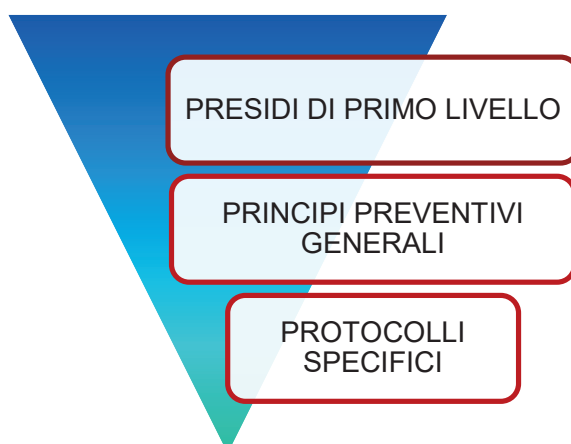 PRESIDI DI PRIMO LIVELLO
PRINCIPI PREVENTIVI
GENERALI
PROTOCOLLI
SPECIFICI